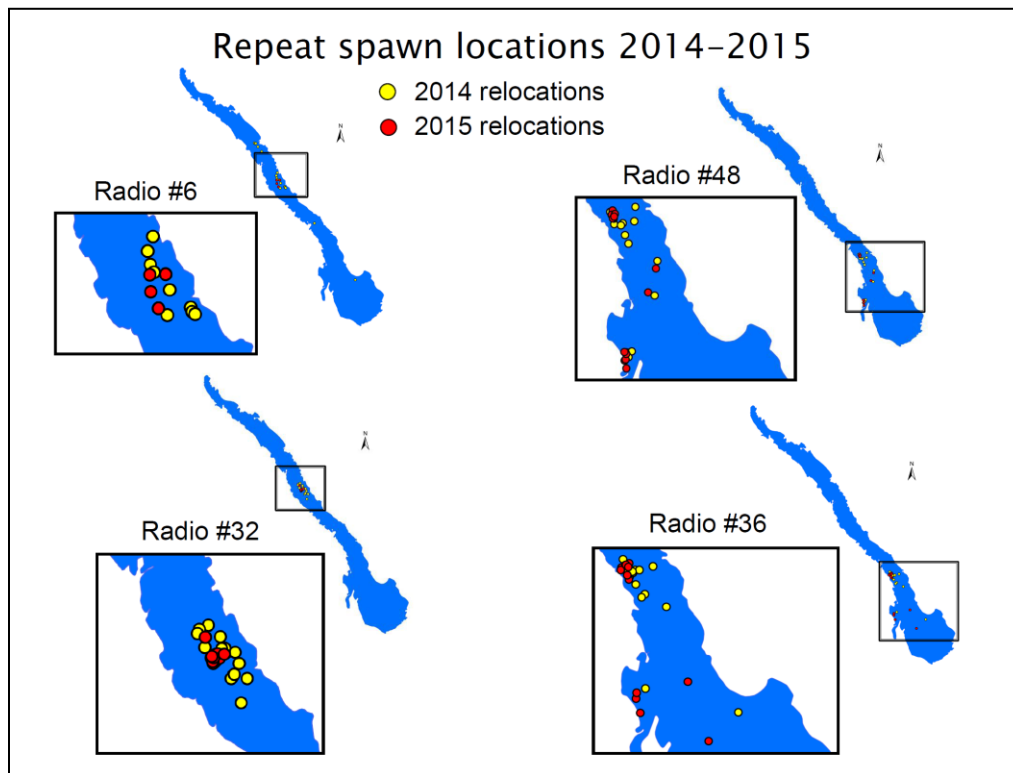 Repeat spawn locations 2014-2015
2014 relocations
2015 relocations
N
N
Radio #6
Radio #48
N
N
Radio #32
Radio #36